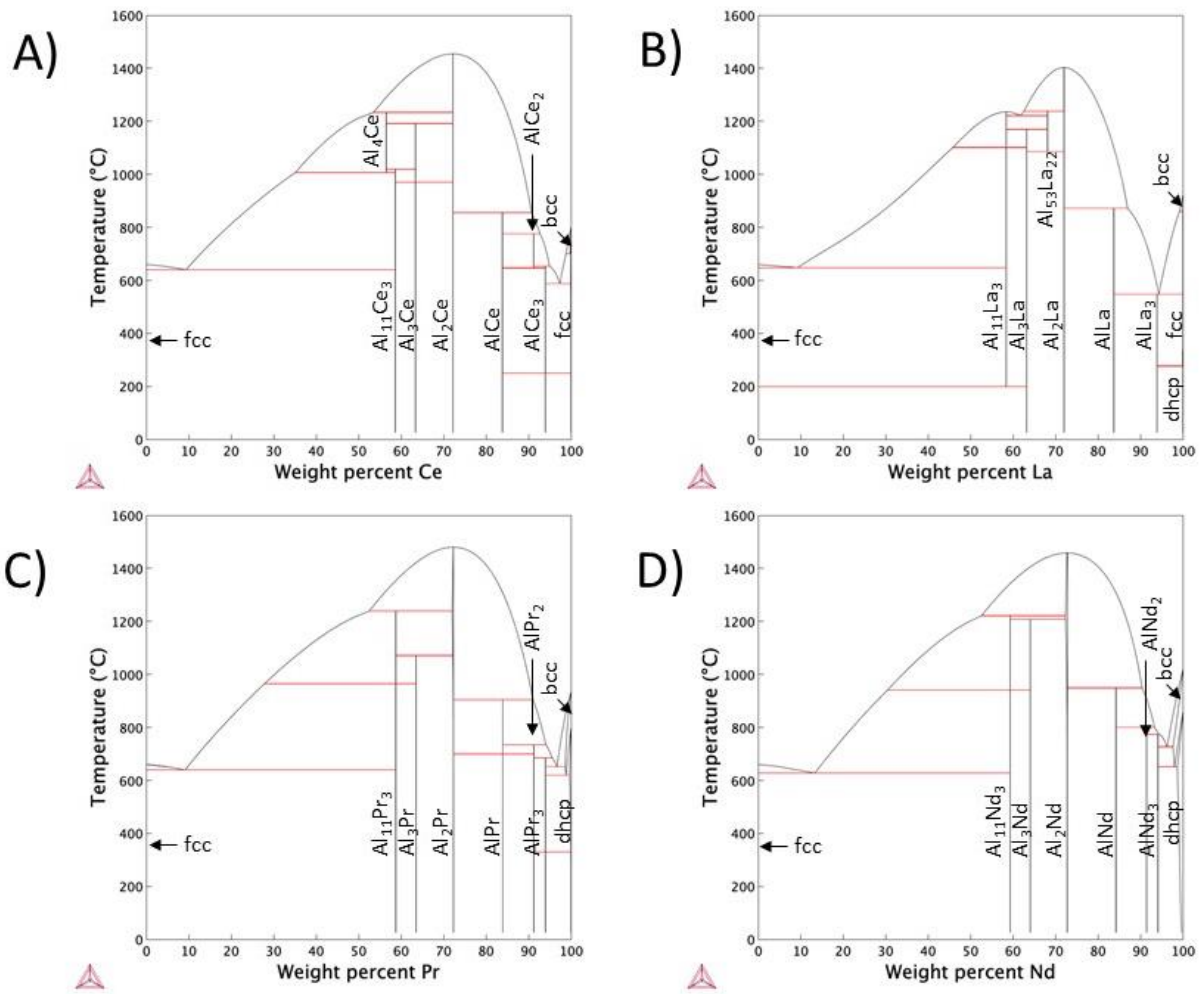 A)
Temperature (°C)
1600
1400
1200
1000
800
600
400
200
0
0 10 20 30 40 50 60 70 80 90 100
Weight percent Ce
fcc
Al4Ce
Al11Ce3
Al3Ce
Al2Ce
AlCe
AlCe2
AlCe3
bcc
fcc
B)
Temperature (°C)
1600
1400
1200
1000
800
600
400
200
0
0 10 20 30 40 50 60 70 80 90 100
Weight percent La
fcc
Al11La3
Al3La
Al53La22
Al2La
AlLa
AlLa3
bcc
fcc
dhcp
C)
Temperature (°C)
1600
1400
1200
1000
800
600
400
200
0
0 10 20 30 40 50 60 70 80 90 100
Weight percent Pr
fcc
Al11Pr3
Al3Pr
Al2Pr
AlPr
AlPr2
AlPr3
bcc
dhcp
D)
Temperature (°C)
1600
1400
1200
1000
800
600
400
200
0
0 10 20 30 40 50 60 70 80 90 100
Weight percent Nd
fcc
Al11Nd3
Al3Nd
Al2Nd
AlNd
AlNd2
AlNd3
bcc
dhcp